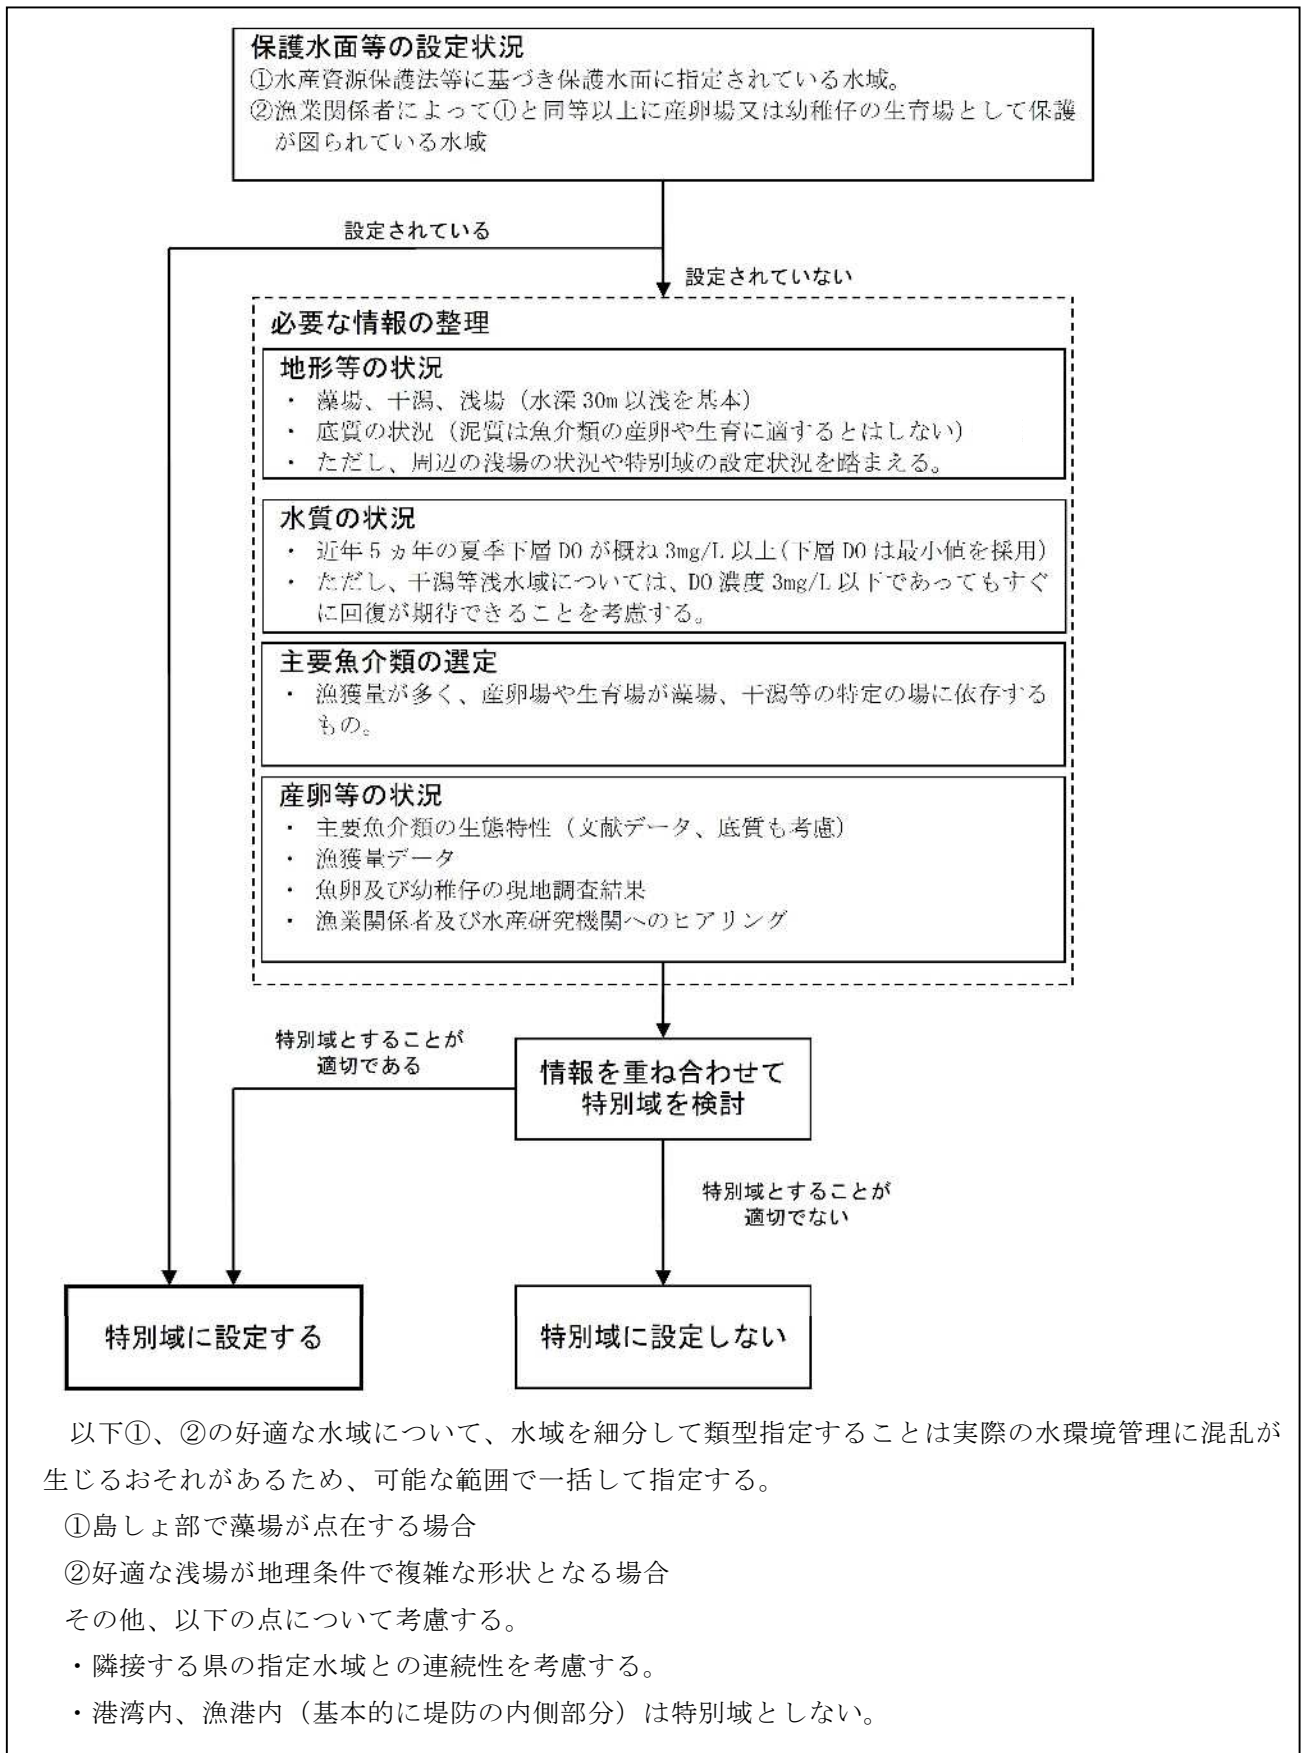 保護水面等の設定状況
①水産資源保護法等に基づき保護水面に指定されている水域。
②漁業関係者によって①と同等以上に産卵場又は幼稚仔の生育場として保護
が図られている水域
設定されている
設定されていない
必要な情報の整理
地形等の状況
・ 藻場、干潟、浅場（水深30m以浅を基本）
・ 底質の状況（泥質は魚介類の産卵や生育に適するとはしない）
・ ただし、周辺の浅場の状況や特別域の設定状況を踏まえる。
水質の状況
・ 近年５ヵ年の夏季下層DOが概ね3mg/L以上(下層DOは最小値を採用)
・ ただし、干潟等浅水域については、DO濃度3mg/L以下であってもすぐ
に回復が期待できることを考慮する。
主要魚介類の選定
・ 漁獲量が多く、産卵場や生育場が藻場、干潟等の特定の場に依存する
もの。
産卵等の状況
・ 主要魚介類の生態特性（文献データ、底質も考慮）
・ 漁獲量データ
・ 魚卵及び幼稚仔の現地調査結果
・ 漁業関係者及び水産研究機関へのヒアリング
特別域とすることが
適切である
情報を重ね合わせて
特別域を検討
特別域とすることが
適切でない
特別域に設定する
特別域に設定しない
以下①、②の好適な水域について、水域を細分して類型指定することは実際の水環境管理に混乱が
生じるおそれがあるため、可能な範囲で一括して指定する。
①島しょ部で藻場が点在する場合
②好適な浅場が地理条件で複雑な形状となる場合
その他、以下の点について考慮する。
・隣接する県の指定水域との連続性を考慮する。
・港湾内、漁港内（基本的に堤防の内側部分）は特別域としない。